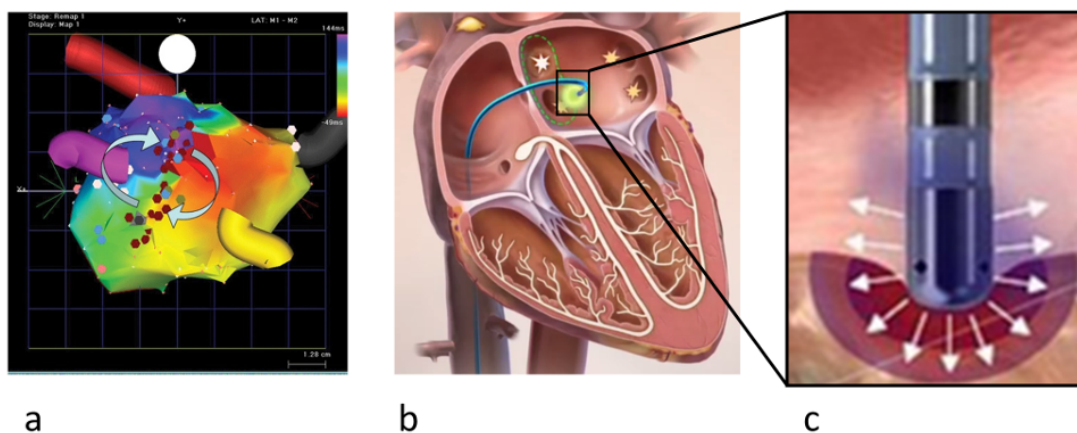 Stage: Remap 1
Display: Map 1
Y+
LAT: M1 - M2
144ms
-49ms
X+
L
1.28 cm
a
b
c